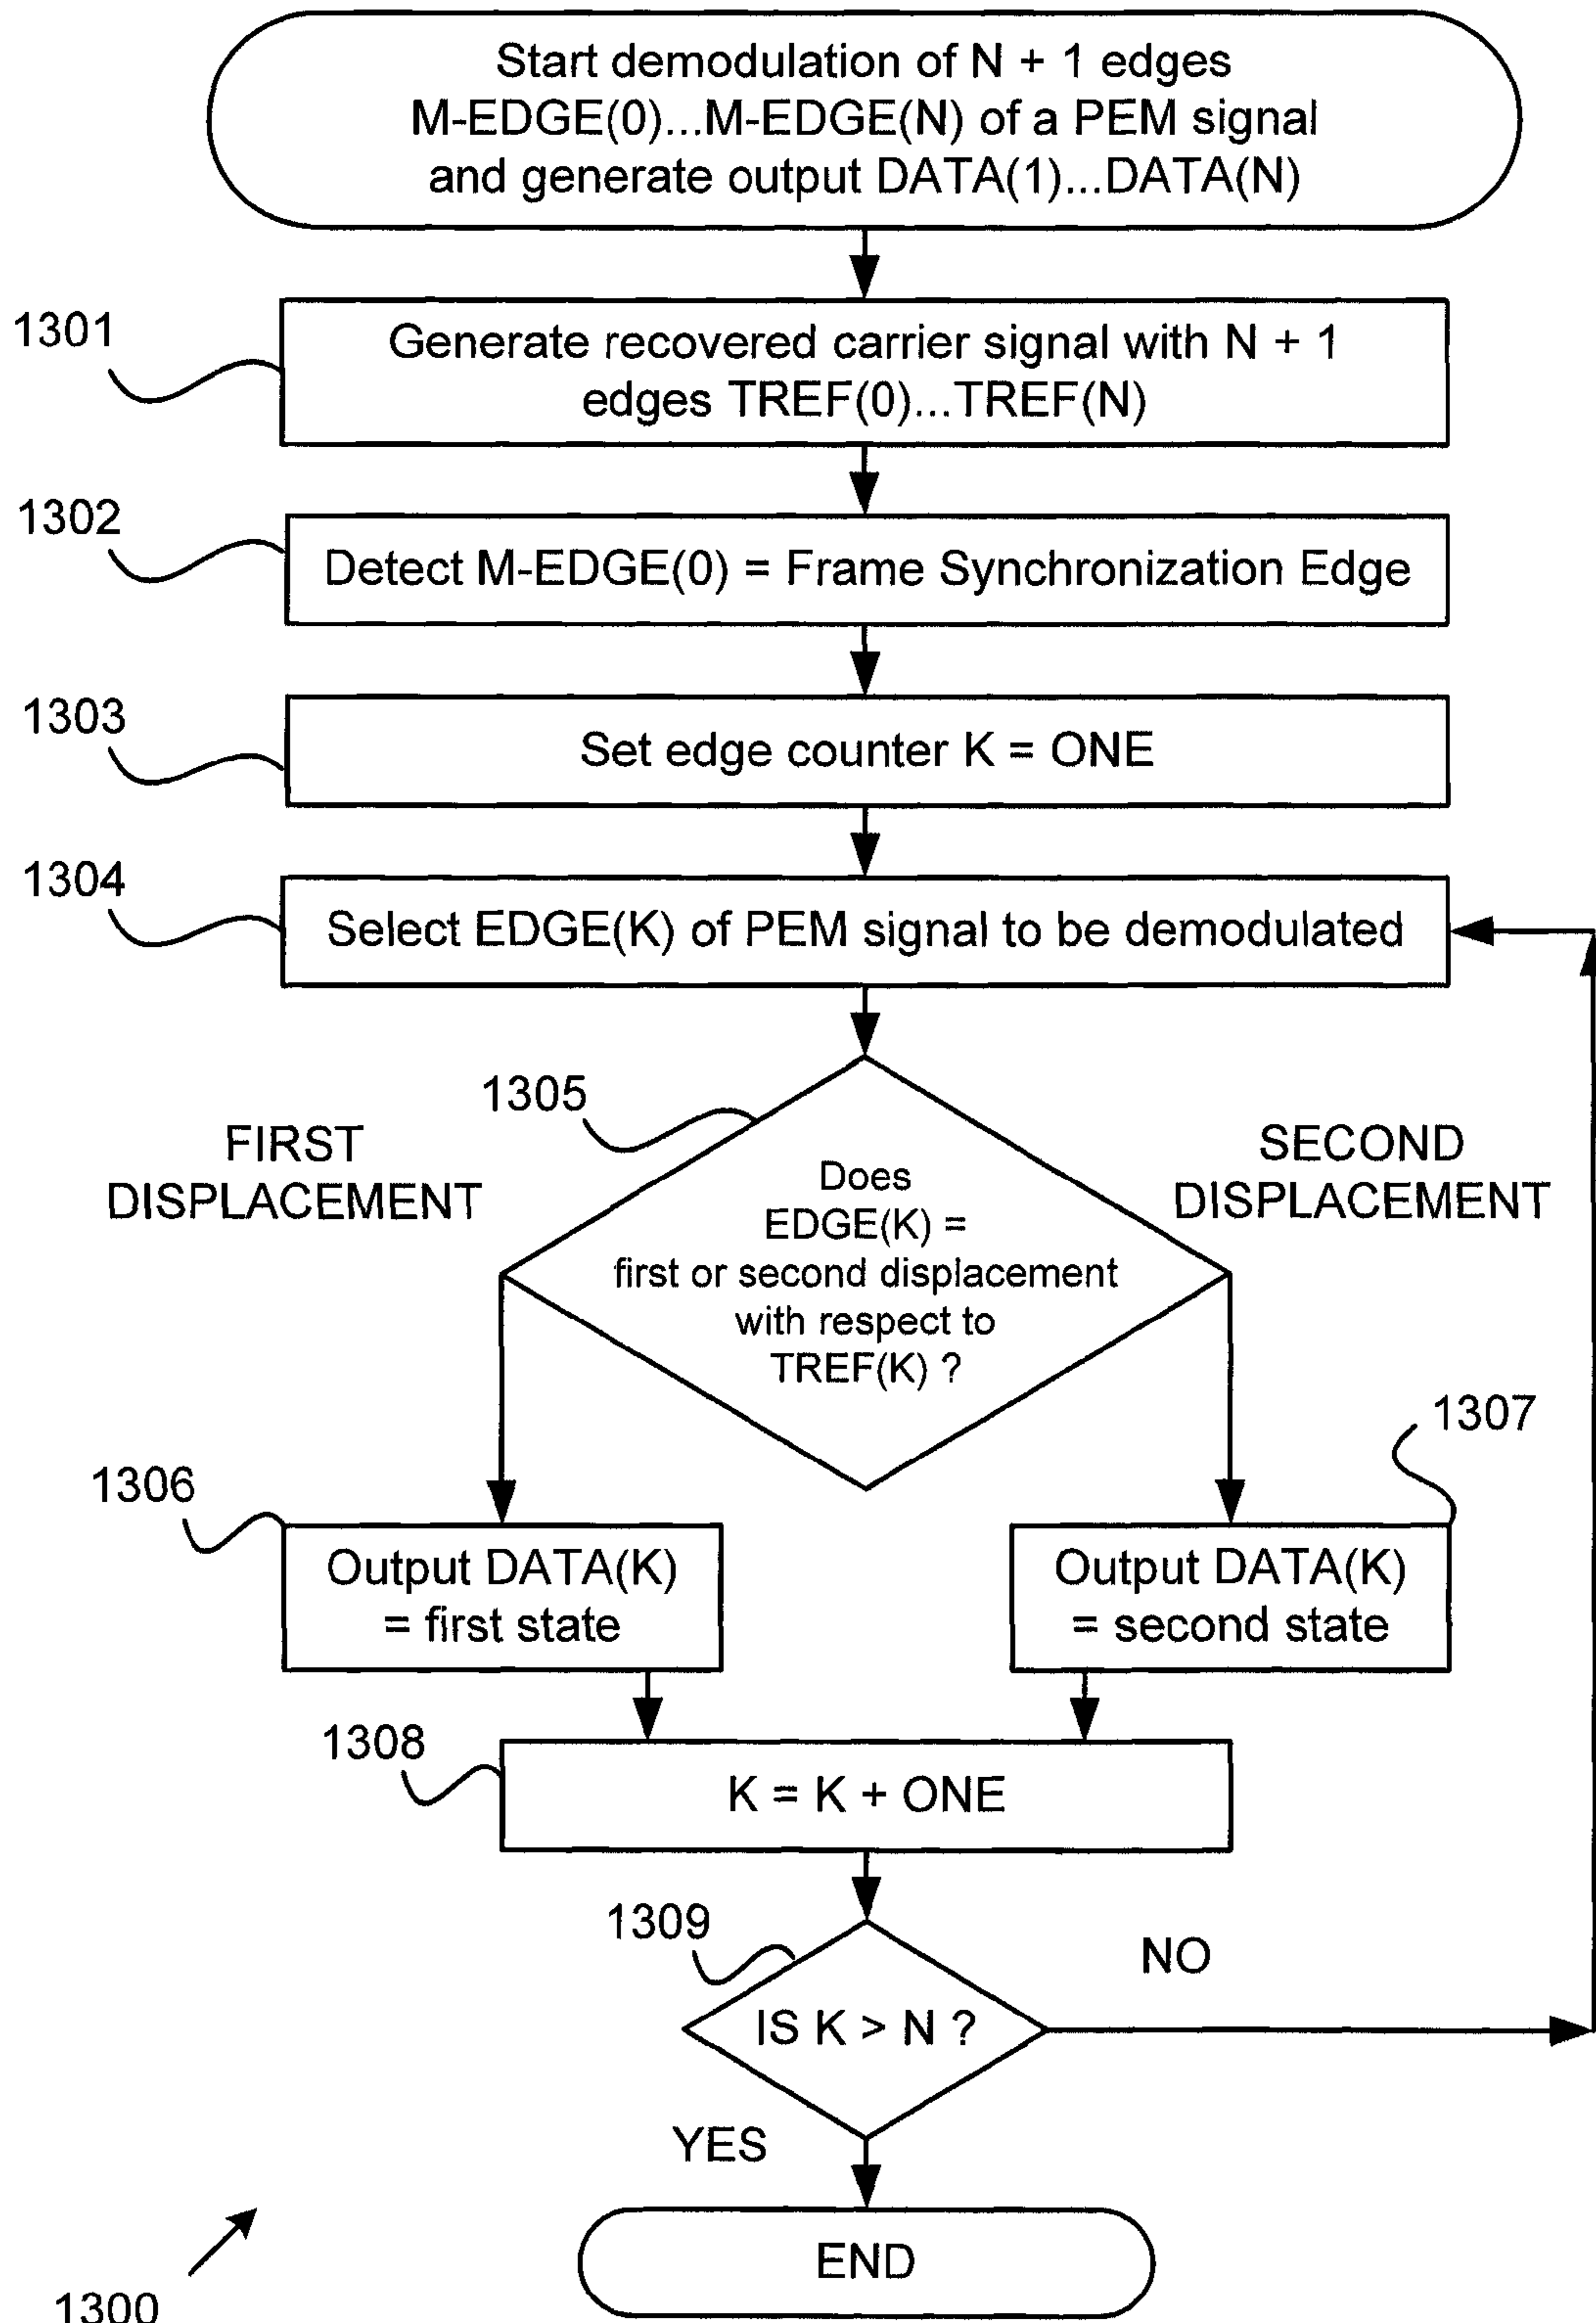 Start demodulation of N + 1 edges
M-EDGE(0)...M-EDGE(N) of a PEM signal
and generate output DATA(1)...DATA(N)
1301
Generate recovered carrier signal with N + 1
edges TREF(0)...TREF(N)
1302
Detect M-EDGE(0) = Frame Synchronization Edge
1303
Set edge counter K = ONE
1304
Select EDGE(K) of PEM signal to be demodulated
1305
FIRST
DISPLACEMENT
SECOND
DISPLACEMENT
Does
EDGE(K) =
first or second displacement
with respect to
TREF(K) ?
1306
Output DATA(K)
= first state
1307
Output DATA(K)
= second state
1308
K = K + ONE
1309
IS K > N ?
NO
YES
END
1300